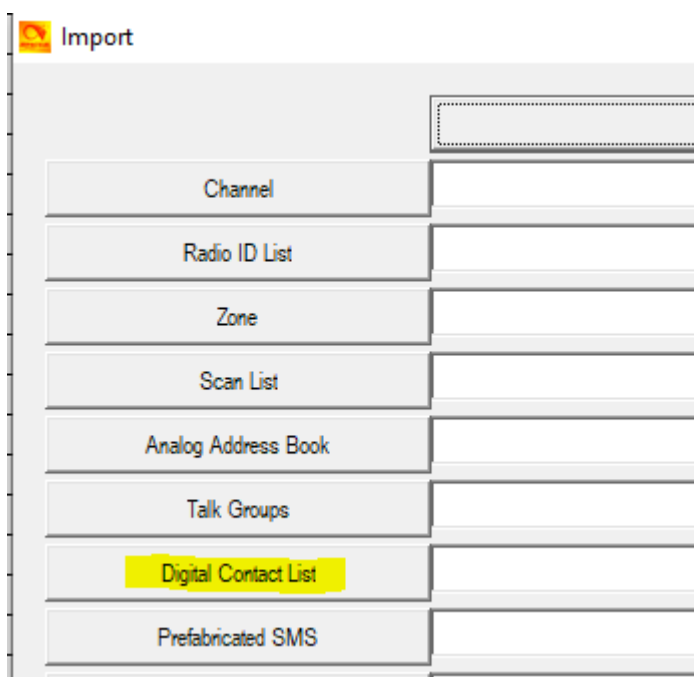 Import
Channel
Radio ID List
Zone
Scan List
Analog Address Book
Talk Groups
Digital Contact List
Prefabricated SMS